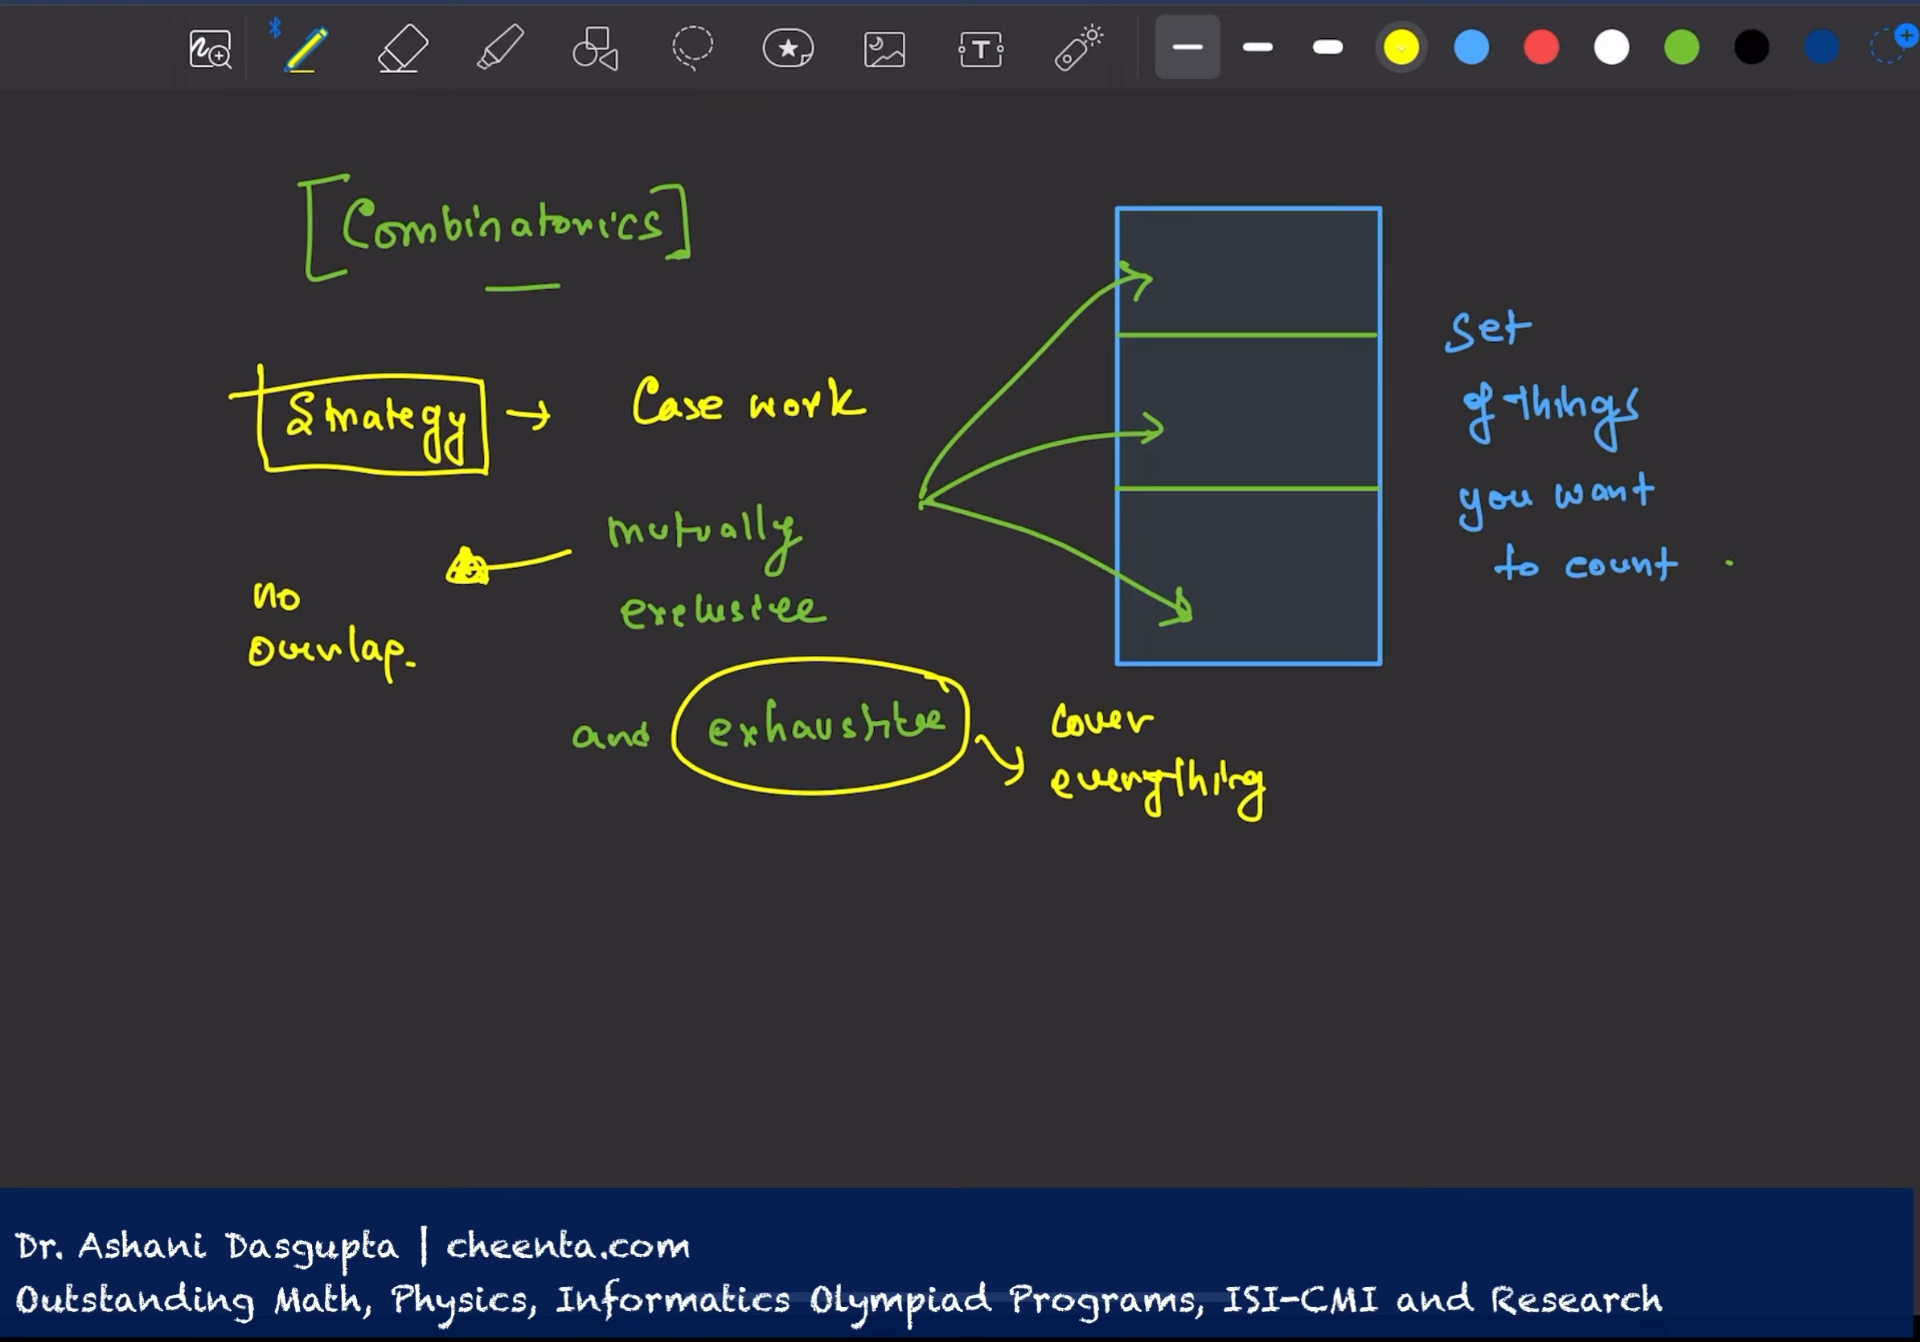 [Combinatorics]
Strategy → Case work
mutually
exclusive
no
overlap.
and exhaustive
cover
everything
Set
of things
you want
to count
T
Dr. Ashani Dasgupta | cheenta.com
Outstanding Math, Physics, Informatics Olympiad Programs, ISI-CMI and Research